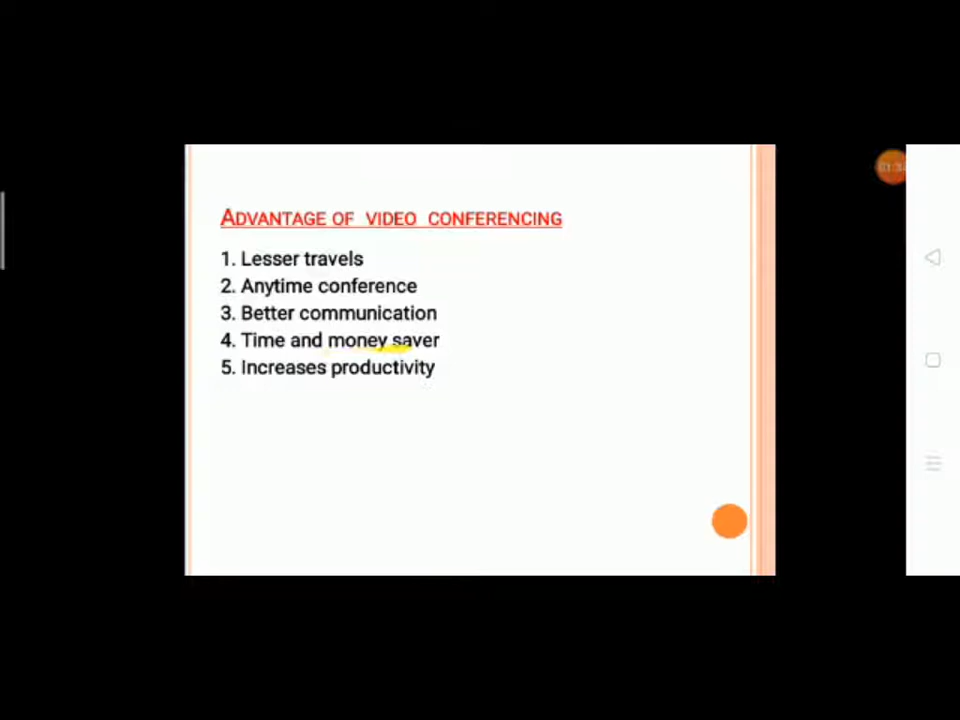 ADVANTAGE OF VIDEO CONFERENCING
1. Lesser travels
2. Anytime conference
3. Better communication
4. Time and money saver
5. Increases productivity